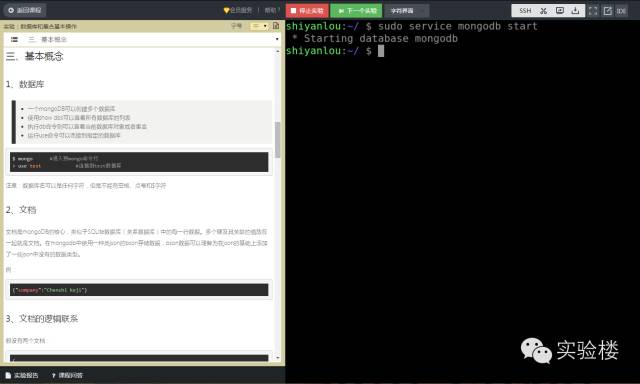 返回课程
会员服务 | 帮助?
停止实验
下一个实验
字符界面
SSH
实验 | 数据库和集合基本操作
字号
三、基本概念
三、基本概念
1、数据库
一个mongoDB可以创建多个数据库
使用show dbs可以查看所有数据库的列表
执行db命令则可以查看当前数据库对象或者集合
运行use命令可以连接到指定的数据库
$ mongo #进入到mongo命令行
> use test #连接到test数据库
注意：数据库名可以是任何字符，但是不能有空格、点号和$字符
2、文档
文档是mongoDB的核心，类似于SQLite数据库（关系数据库）中的每一行数据。多个键及其关联的值放在
一起就是文档。在mongodb中使用一种类json的bson存储数据，bson数据可以理解为在json的基础上添加
了一些json中没有的数据类型。
例：
{"company":"Chenshi keji"}
3、文档的逻辑联系
假设有两个文档：
{
实验报告
? 课程问答
shiyanlou:~/ $ sudo service mongodb start
* Starting database mongodb
shiyanlou:~/ $
实验楼